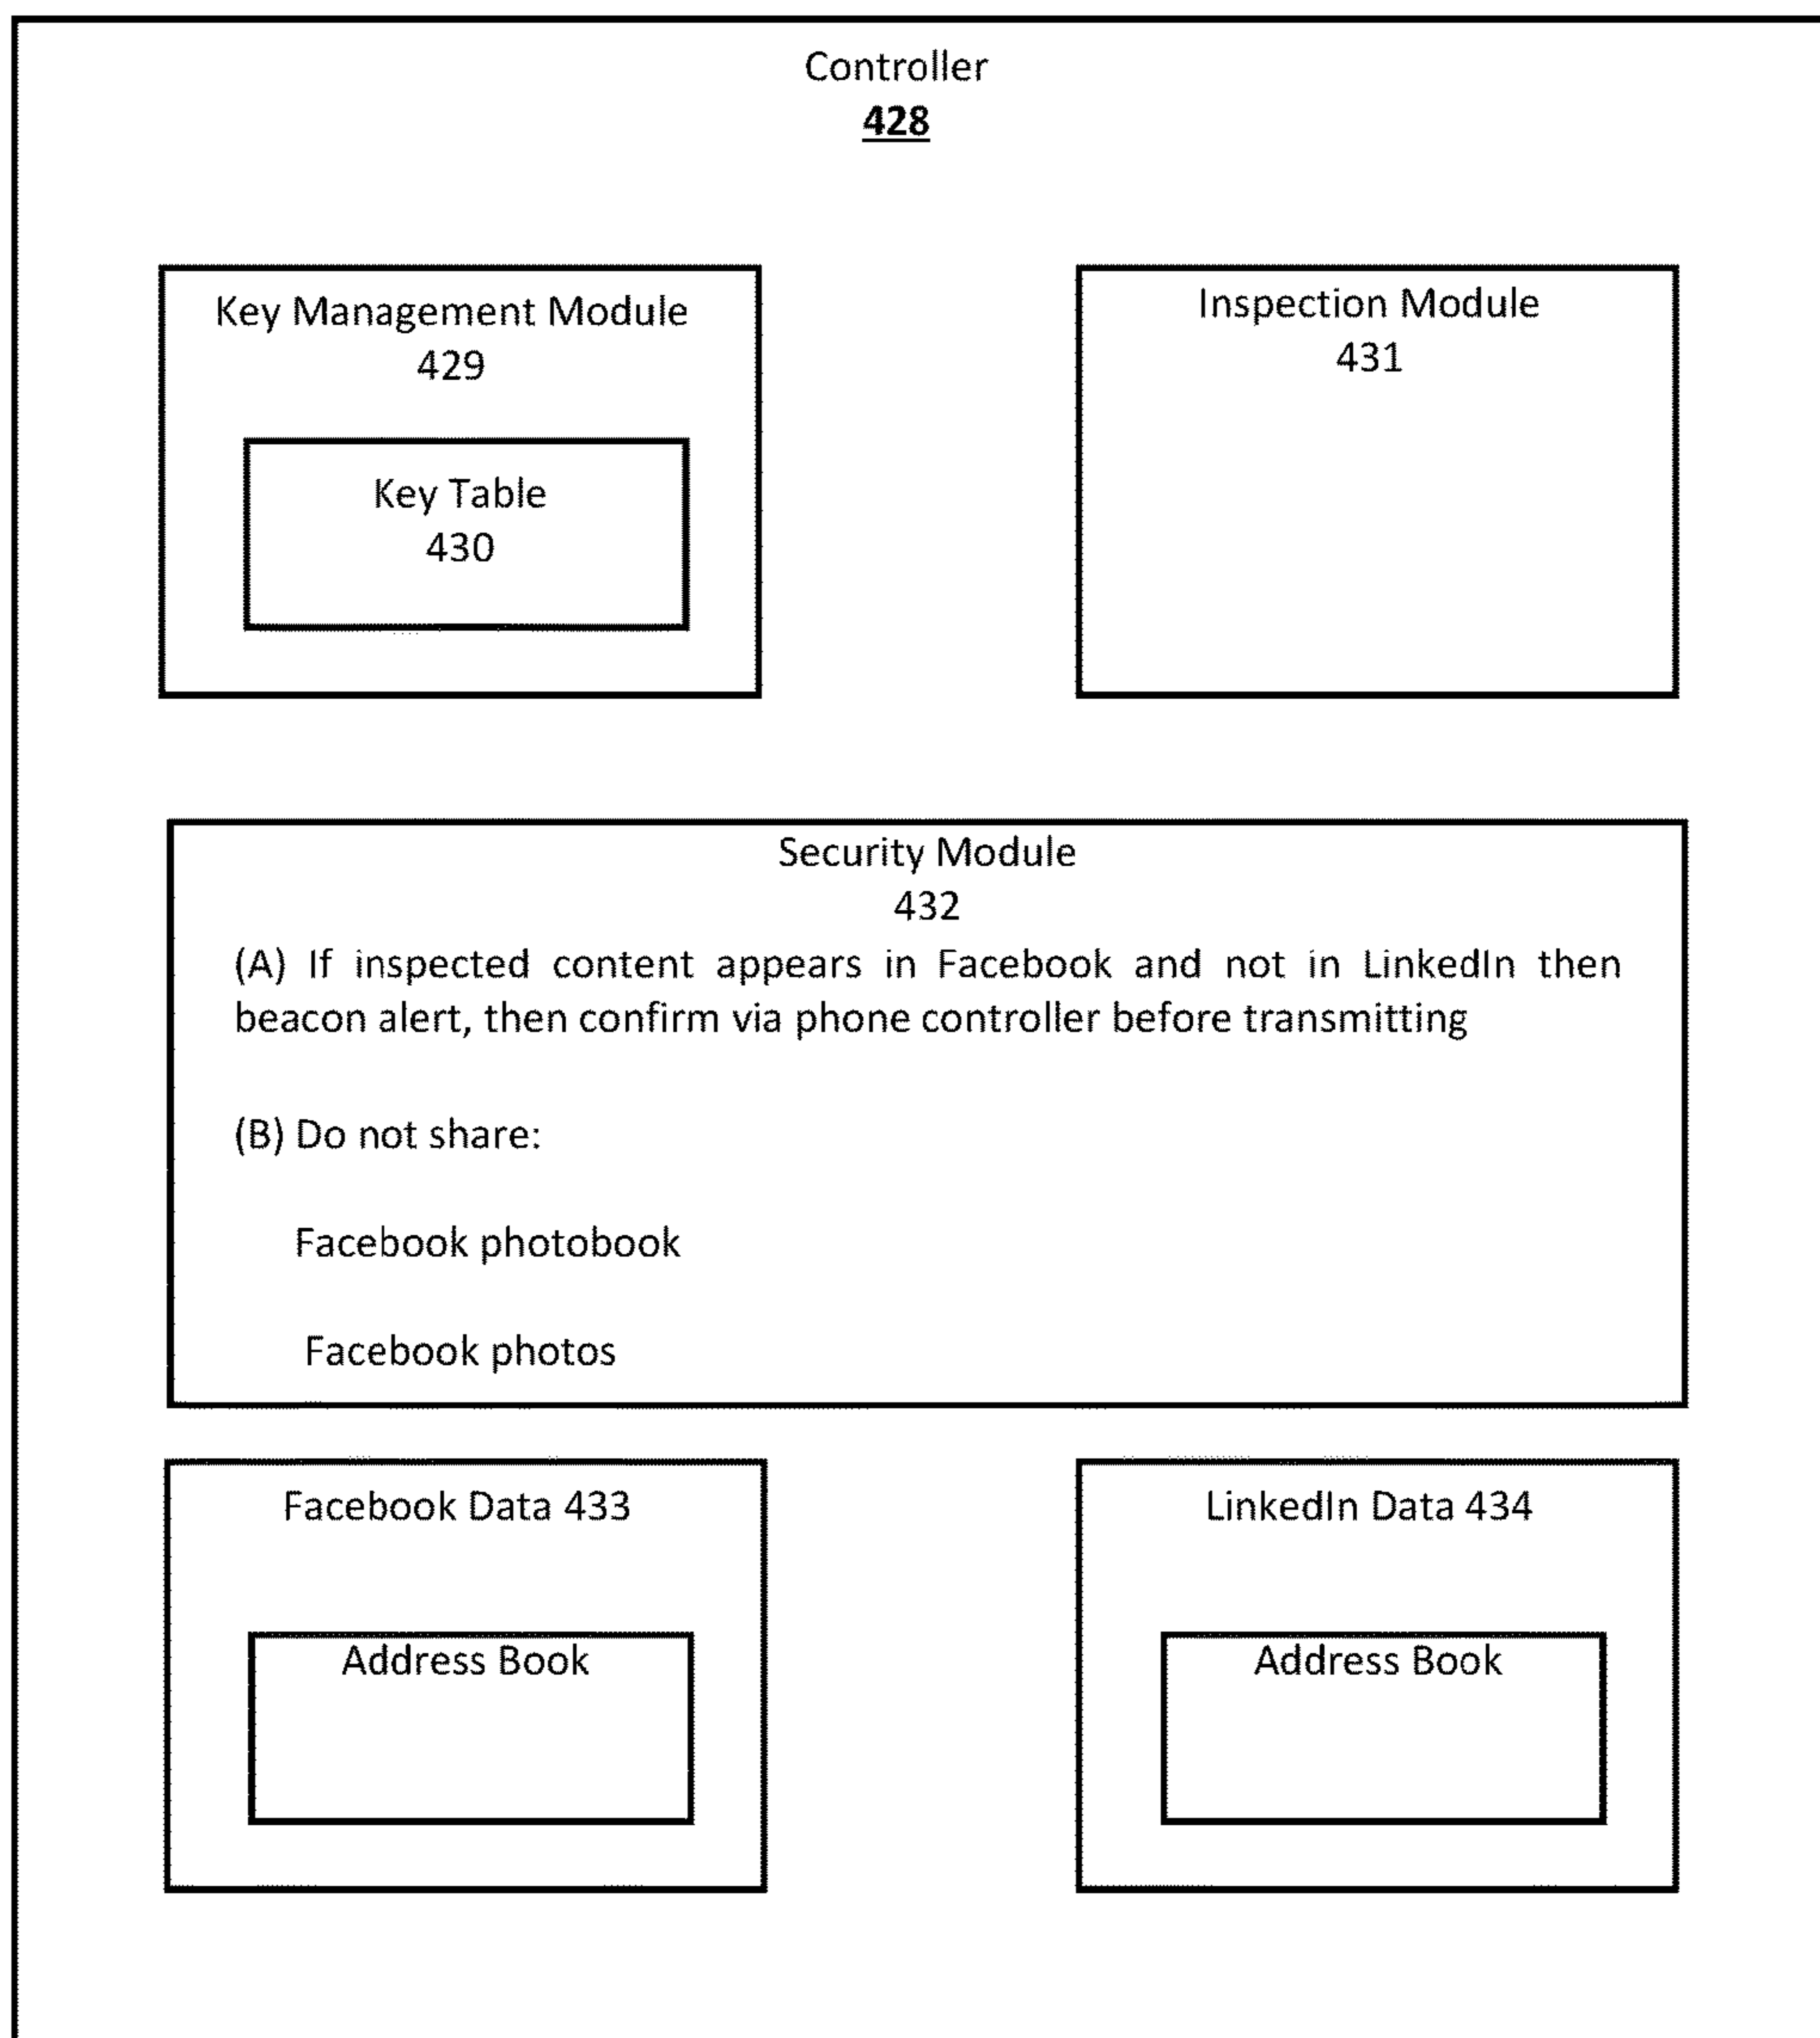 Controller
428
Key Management Module
429
Key Table
430
Inspection Module
431
Security Module
432
(A) If inspected content appears in Facebook and not in LinkedIn then
beacon alert, then confirm via phone controller before transmitting
(B) Do not share:
Facebook photobook
Facebook photos
Facebook Data 433
Address Book
LinkedIn Data 434
Address Book